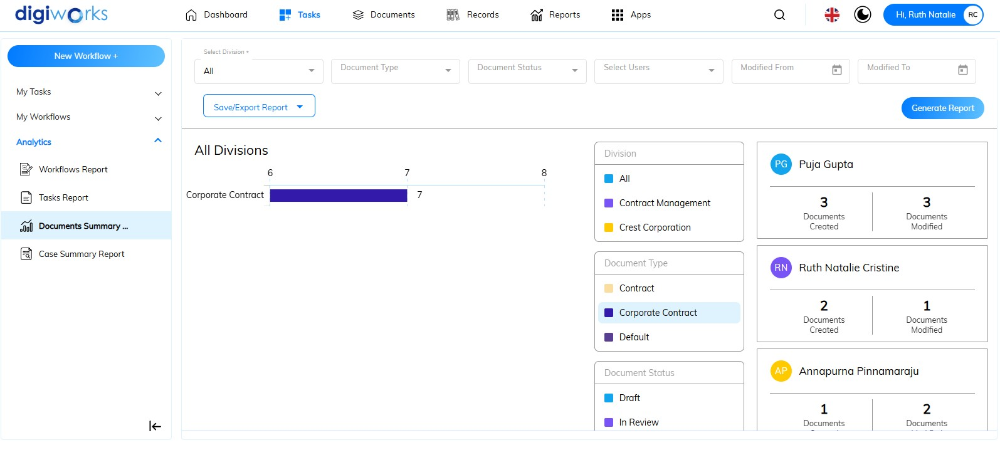 digiworks
Dashboard
Tasks
Documents
Records
Reports
Apps
Hi, Ruth Natalie
RC
New Workflow +
My Tasks
My Workflows
Analytics
Workflows Report
Tasks Report
Documents Summary ...
Case Summary Report
Select Division *
All
Document Type
Document Status
Select Users
Modified From
Modified To
Save/Export Report
Generate Report
All Divisions
6
7
8
Corporate Contract
7
Division
All
Contract Management
Crest Corporation
Document Type
Contract
Corporate Contract
Default
Document Status
Draft
In Review
PG
Puja Gupta
3
Documents
Created
3
Documents
Modified
RN
Ruth Natalie Cristine
2
Documents
Created
1
Documents
Modified
AP
Annapurna Pinnamaraju
1
Documents
2
Documents